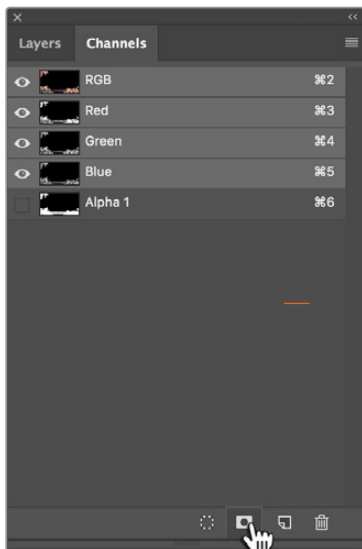 Layers Channels
RGB ⌘2
Red ⌘3
Green ⌘4
Blue ⌘5
Alpha 1 ⌘6